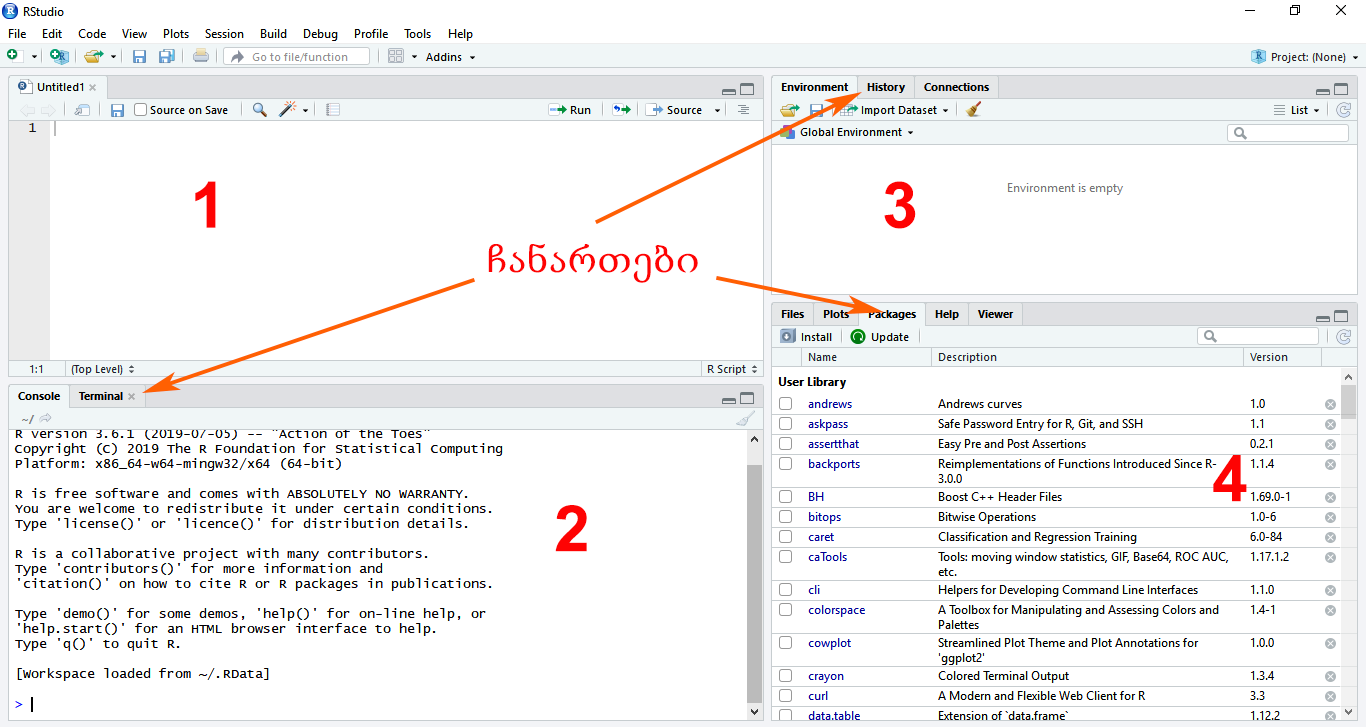 RStudio
File Edit Code View Plots Session Build Debug Profile Tools Help
Go to file/function Addins Project: (None)
Untitled1
Source on Save Run Source
1
1
1:1 (Top Level) R Script
ჩანართები
Console Terminal
~/
R version 3.6.1 (2019-07-05) -- "Action of the Toes"
Copyright (C) 2019 The R Foundation for Statistical Computing
Platform: x86_64-w64-mingw32/x64 (64-bit)
R is free software and comes with ABSOLUTELY NO WARRANTY.
You are welcome to redistribute it under certain conditions.
Type 'license()' or 'licence()' for distribution details.
R is a collaborative project with many contributors.
Type 'contributors()' for more information and
'citation()' on how to cite R or R packages in publications.
Type 'demo()' for some demos, 'help()' for on-line help, or
'help.start()' for an HTML browser interface to help.
Type 'q()' to quit R.
[Workspace loaded from ~/.RData]
>
2
Environment History Connections
Import Dataset List
Global Environment
3
Environment is empty
Files Plots Packages Help Viewer
Install Update
Name Description Version
User Library
andrews Andrews curves 1.0
askpass Safe Password Entry for R, Git, and SSH 1.1
assertthat Easy Pre and Post Assertions 0.2.1
backports Reimplementations of Functions Introduced Since R- 1.1.4
3.0.0
4
BH Boost C++ Header Files 1.69.0-1
bitops Bitwise Operations 1.0-6
caret Classification and Regression Training 6.0-84
caTools Tools: moving window statistics, GIF, Base64, ROC AUC, 1.17.1.2
etc.
cli Helpers for Developing Command Line Interfaces 1.1.0
colorspace A Toolbox for Manipulating and Assessing Colors and 1.4-1
Palettes
cowplot Streamlined Plot Theme and Plot Annotations for 1.0.0
'ggplot2'
crayon Colored Terminal Output 1.3.4
curl A Modern and Flexible Web Client for R 3.3
data.table Extension of `data.frame` 1.12.2